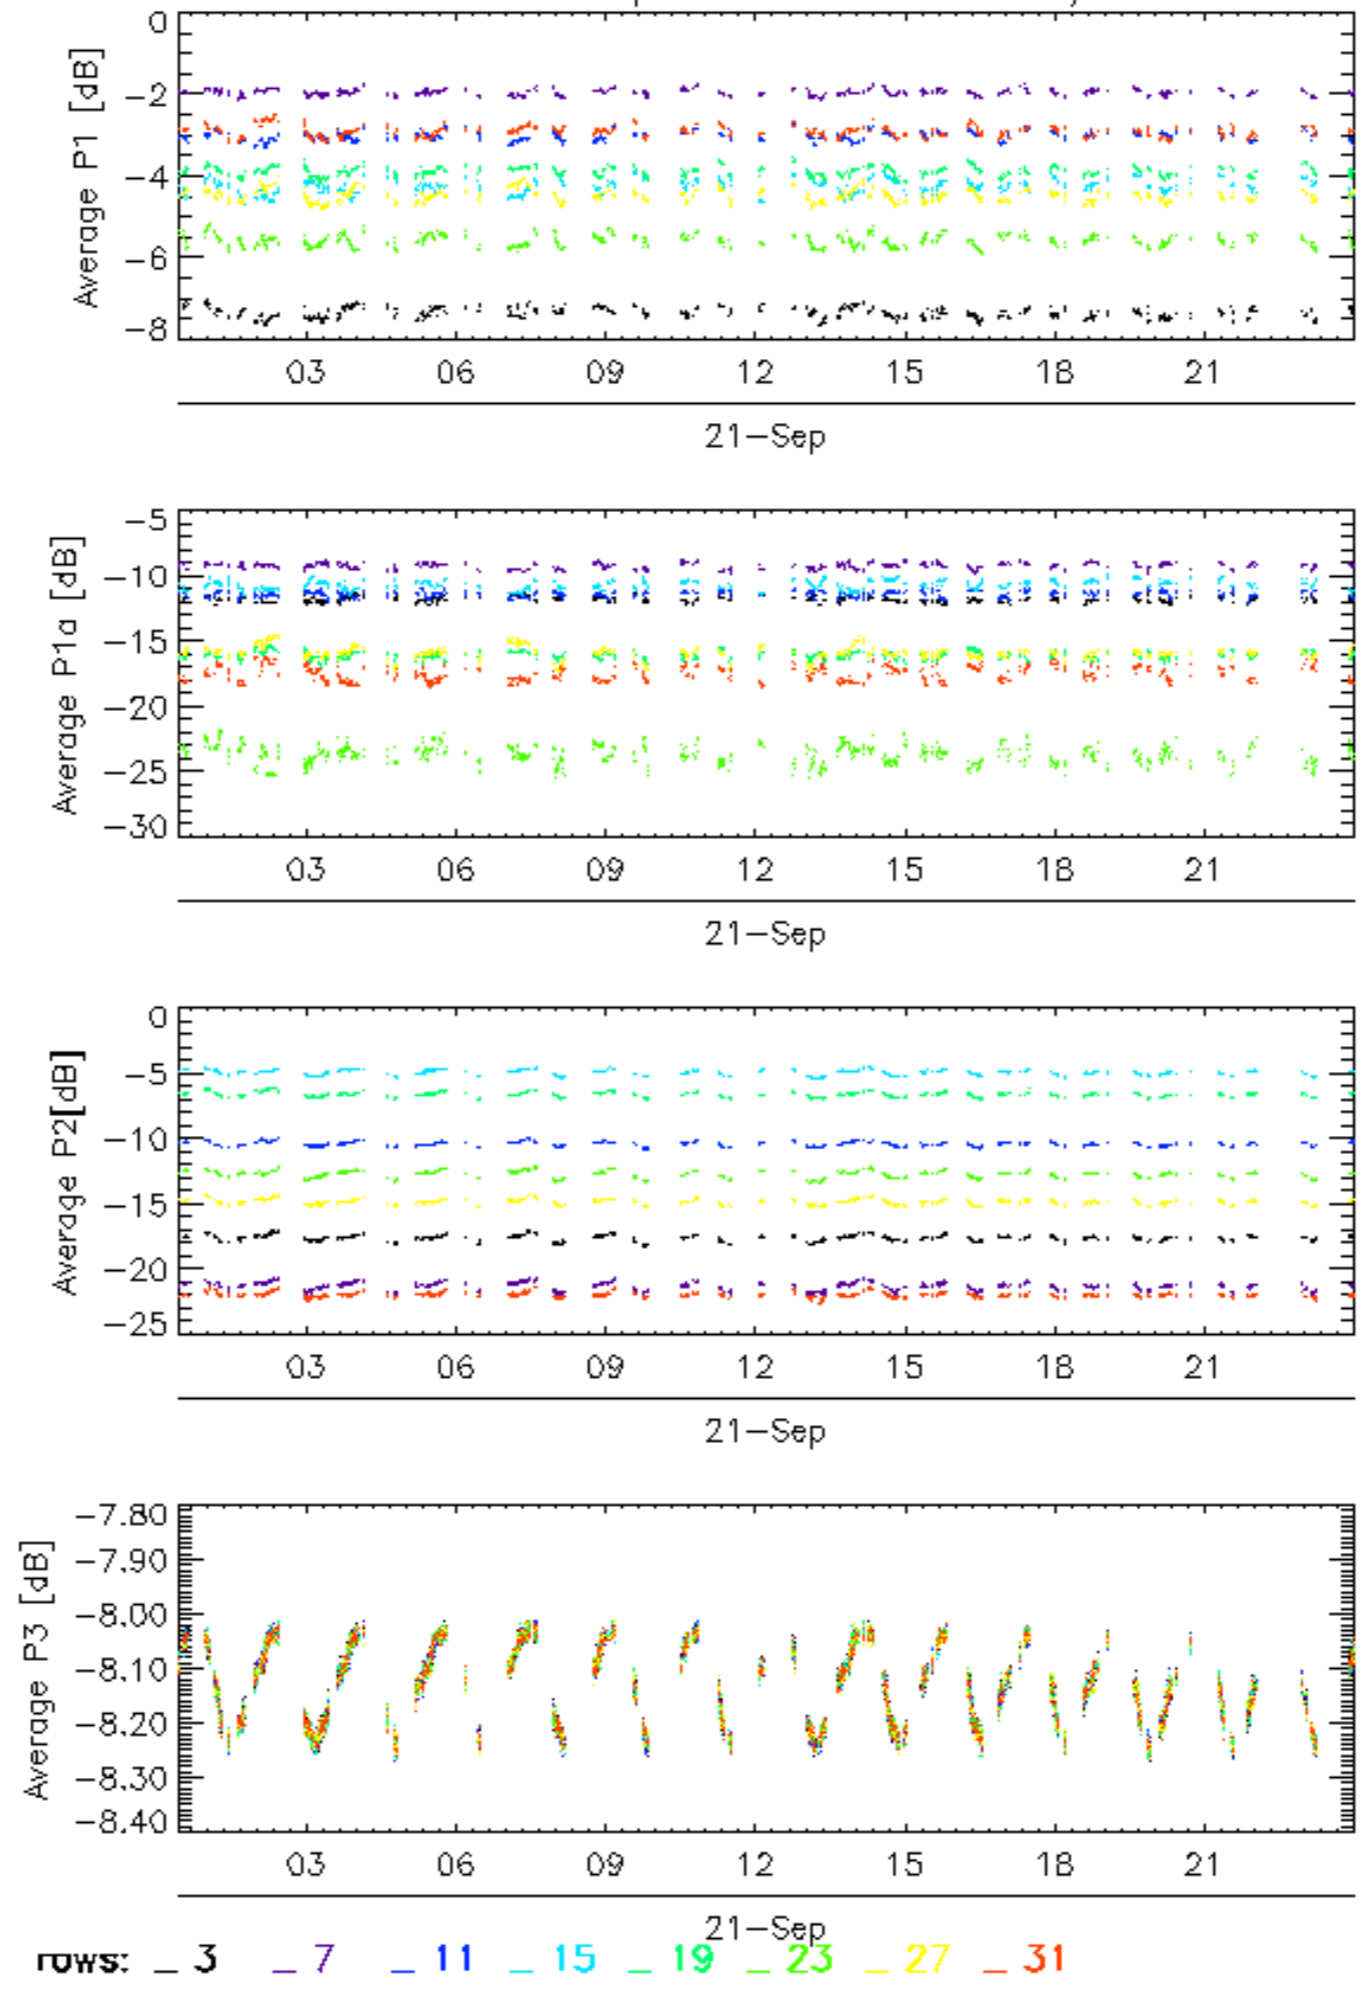 0
−2
−4
−6
−8
Average P1 [dB]
03 06 09 12 15 18 21
21−Sep
−5
−10
−15
−20
−25
−30
Average P1a [dB]
03 06 09 12 15 18 21
21−Sep
0
−5
−10
−15
−20
−25
Average P2[dB]
03 06 09 12 15 18 21
21−Sep
−7.80
−7.90
−8.00
−8.10
−8.20
−8.30
−8.40
Average P3 [dB]
03 06 09 12 15 18 21
21−Sep
rows: _ 3 _ 7 _ 11 _ 15 _ 19 _ 23 _ 27 _ 31